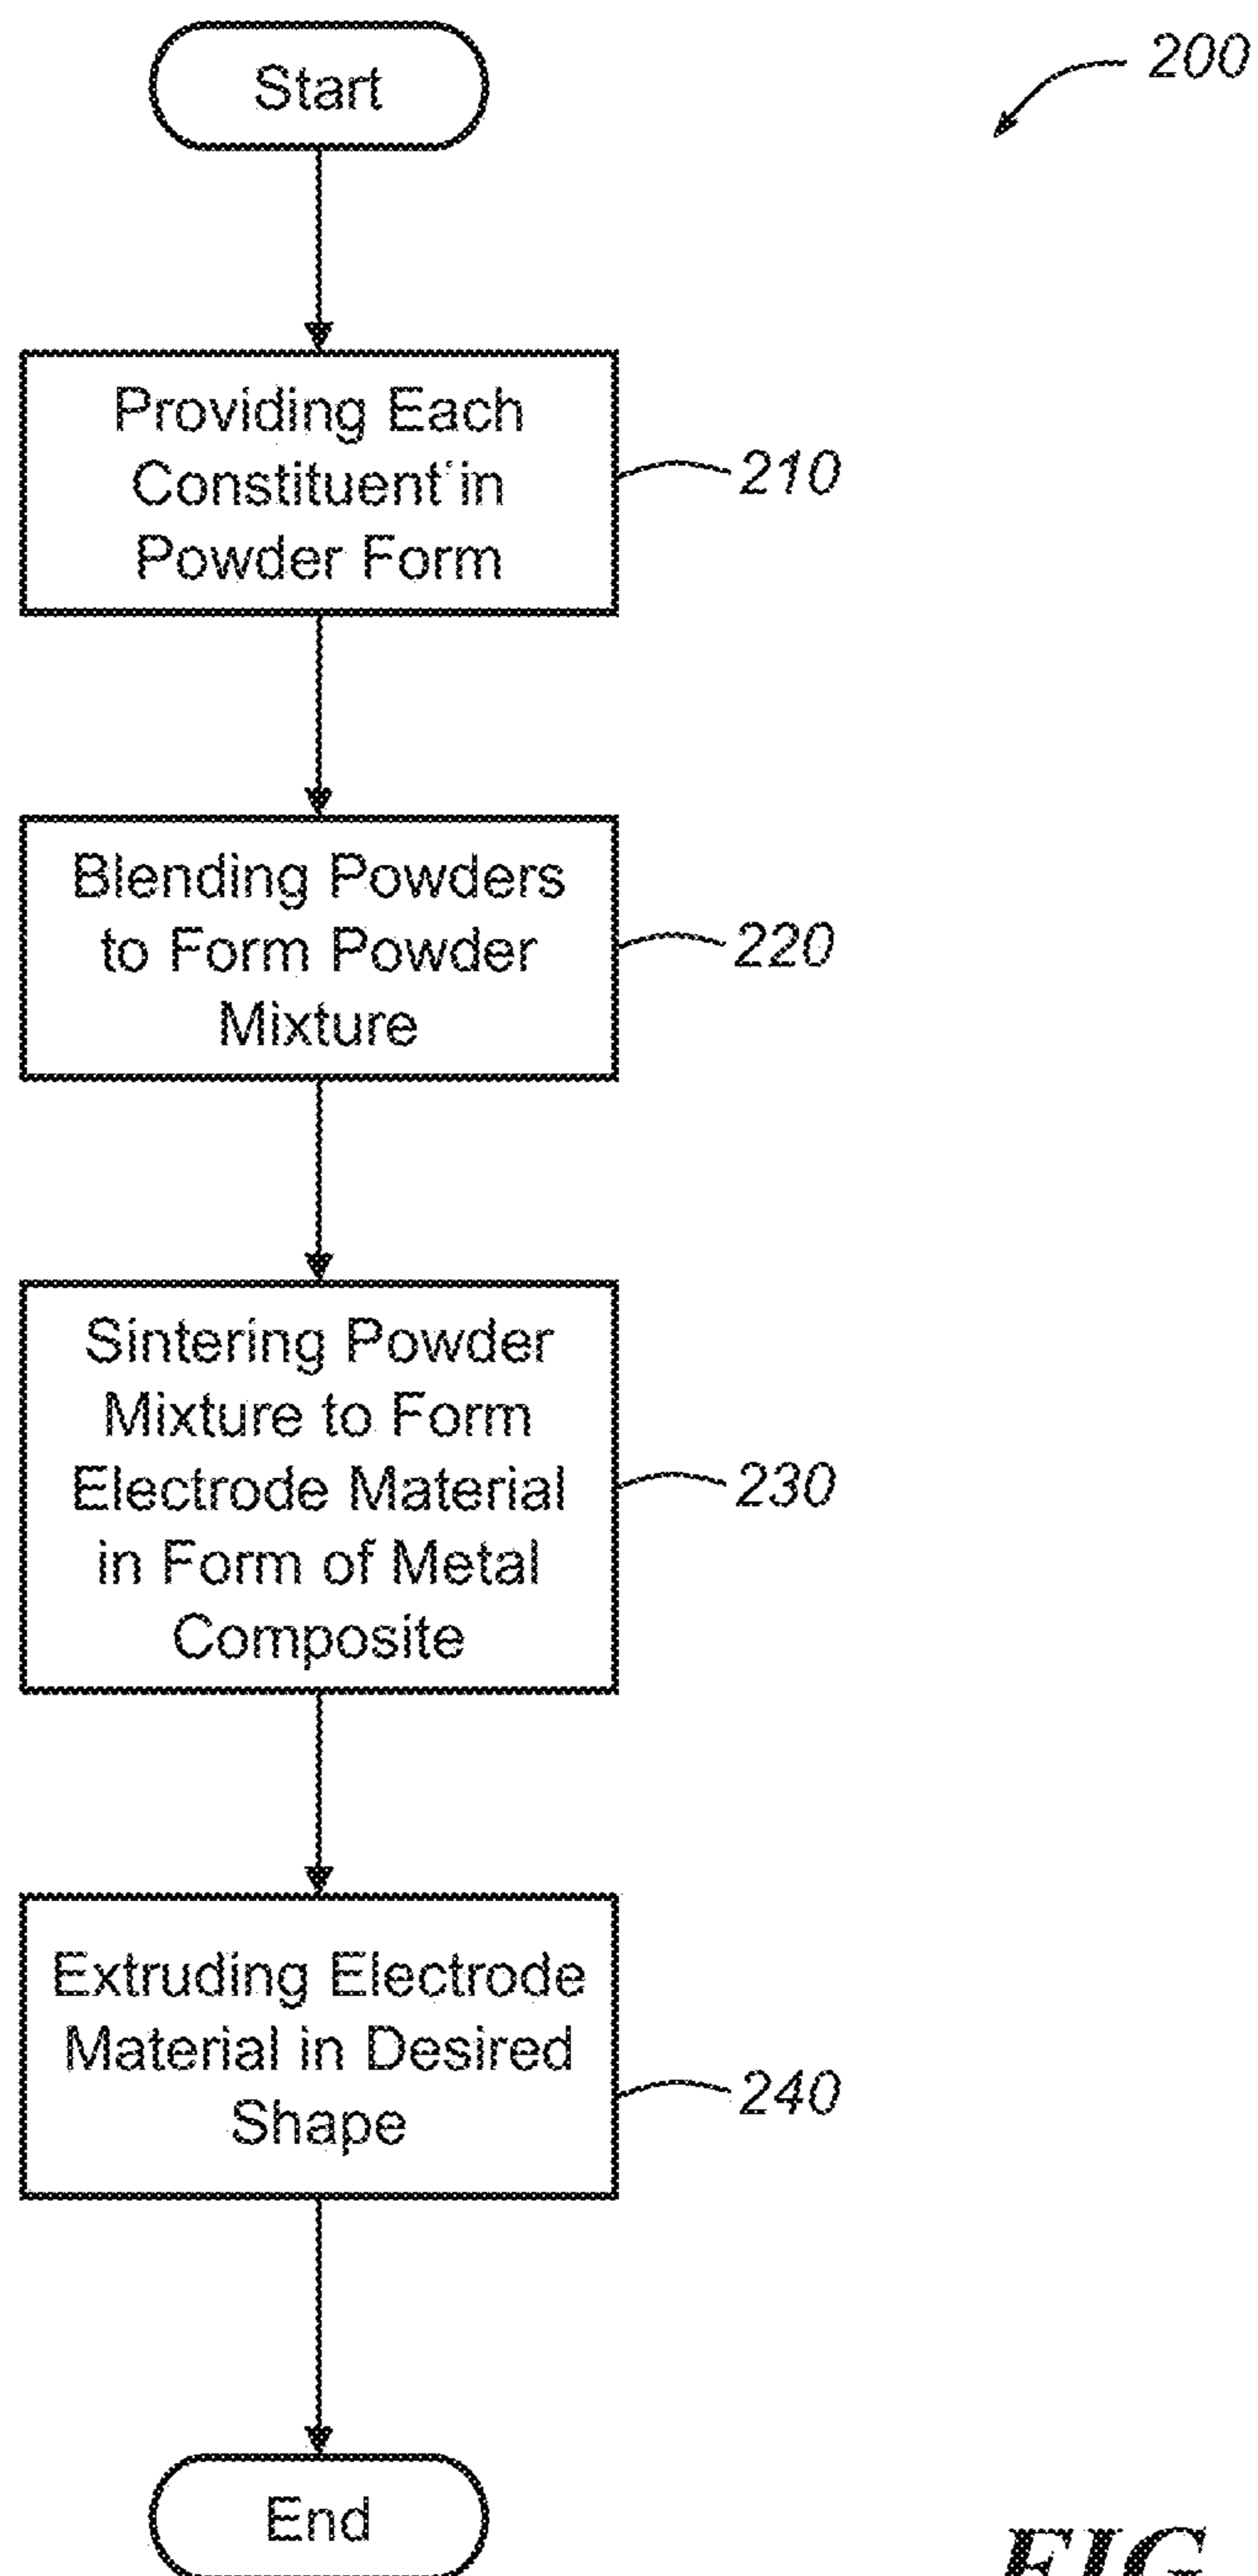 Start
200
Providing Each
Constituent in
Powder Form
210
Blending Powders
to Form Powder
Mixture
220
Sintering Powder
Mixture to Form
Electrode Material
in Form of Metal
Composite
230
Extruding Electrode
Material in Desired
Shape
240
End
FIG